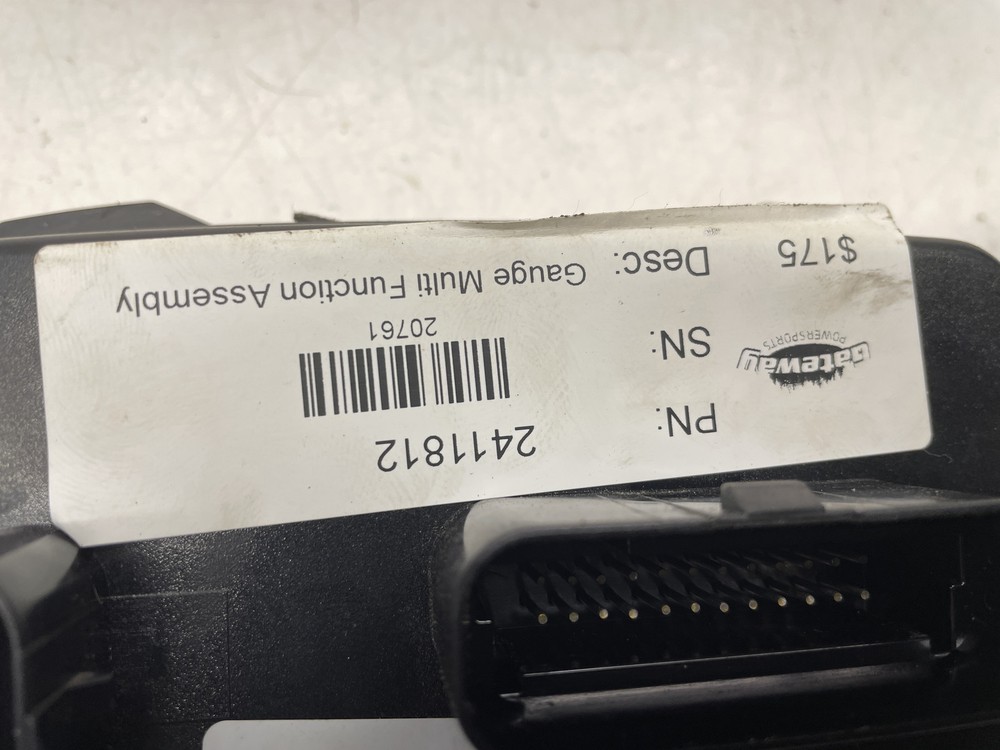 PN: 2411812
Gateway
POWERSPORTS
SN: 20761
$175 Desc: Gauge Multi Function Assembly